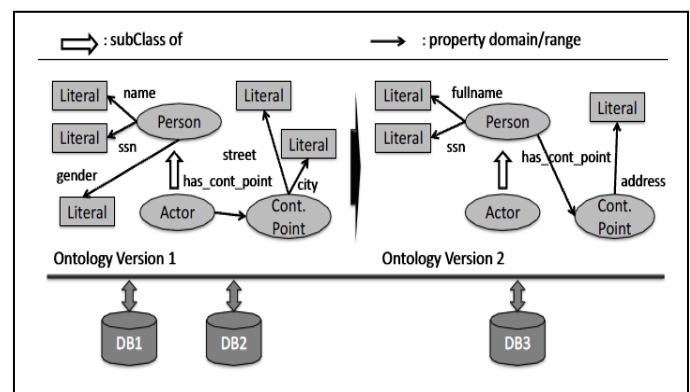 : subClass of
: property domain/range
Literal
name
Person
Literal
ssn
gender
Literal
Literal
Literal
street
city
has_cont_point
Actor
Cont.
Point
Ontology Version 1
Literal
fullname
Person
Literal
ssn
Literal
has_cont_point
address
Actor
Cont.
Point
Ontology Version 2
DB1
DB2
DB3